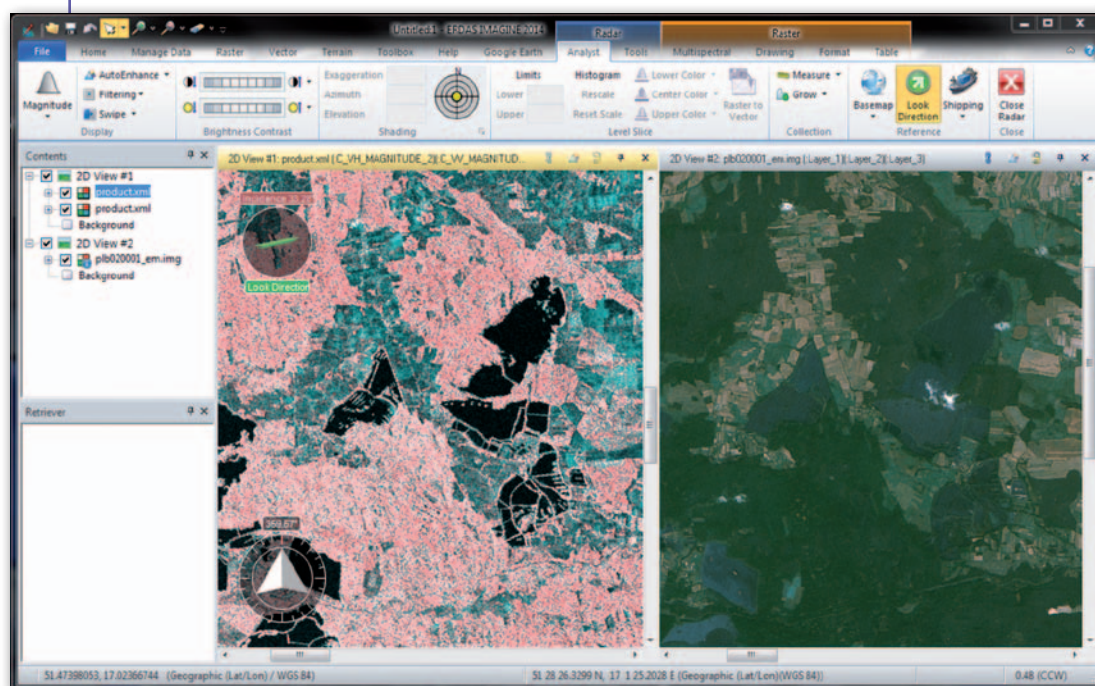 Untitled:1 - ERDAS IMAGINE 2014
Radar
Raster
File Home Manage Data Raster Vector Terrain Toolbox Help Google Earth Analyst Tools Multispectral Drawing Format Table
Magnitude
AutoEnhance
Filtering
Swipe
Display
Brightness Contrast
Exaggeration
Azimuth
Elevation
N
Shading
Limits
Lower
Upper
Histogram
Rescale
Reset Scale
Lower Color
Center Color
Upper Color
Raster to Vector
Level Slice
Measure
Grow
Collection
Basemap
Look Direction
Shipping
Reference
Close Radar
Close
Contents
2D View #1
product.xml
product.xml
Background
2D View #2
plb020001_em.img
Background
Retriever
2D View #1: product.xml (:C_VH_MAGNITUDE_2)(:C_VV_MAGNITUD...
Look Direction
359.57°
2D View #2: plb020001_em.img (:Layer_1)(:Layer_2)(:Layer_3)
51.47398053, 17.02366744 (Geographic (Lat/Lon) / WGS 84)
51 28 26.3299 N, 17 1 25.2028 E (Geographic (Lat/Lon)(WGS 84))
0.48 (CCW)